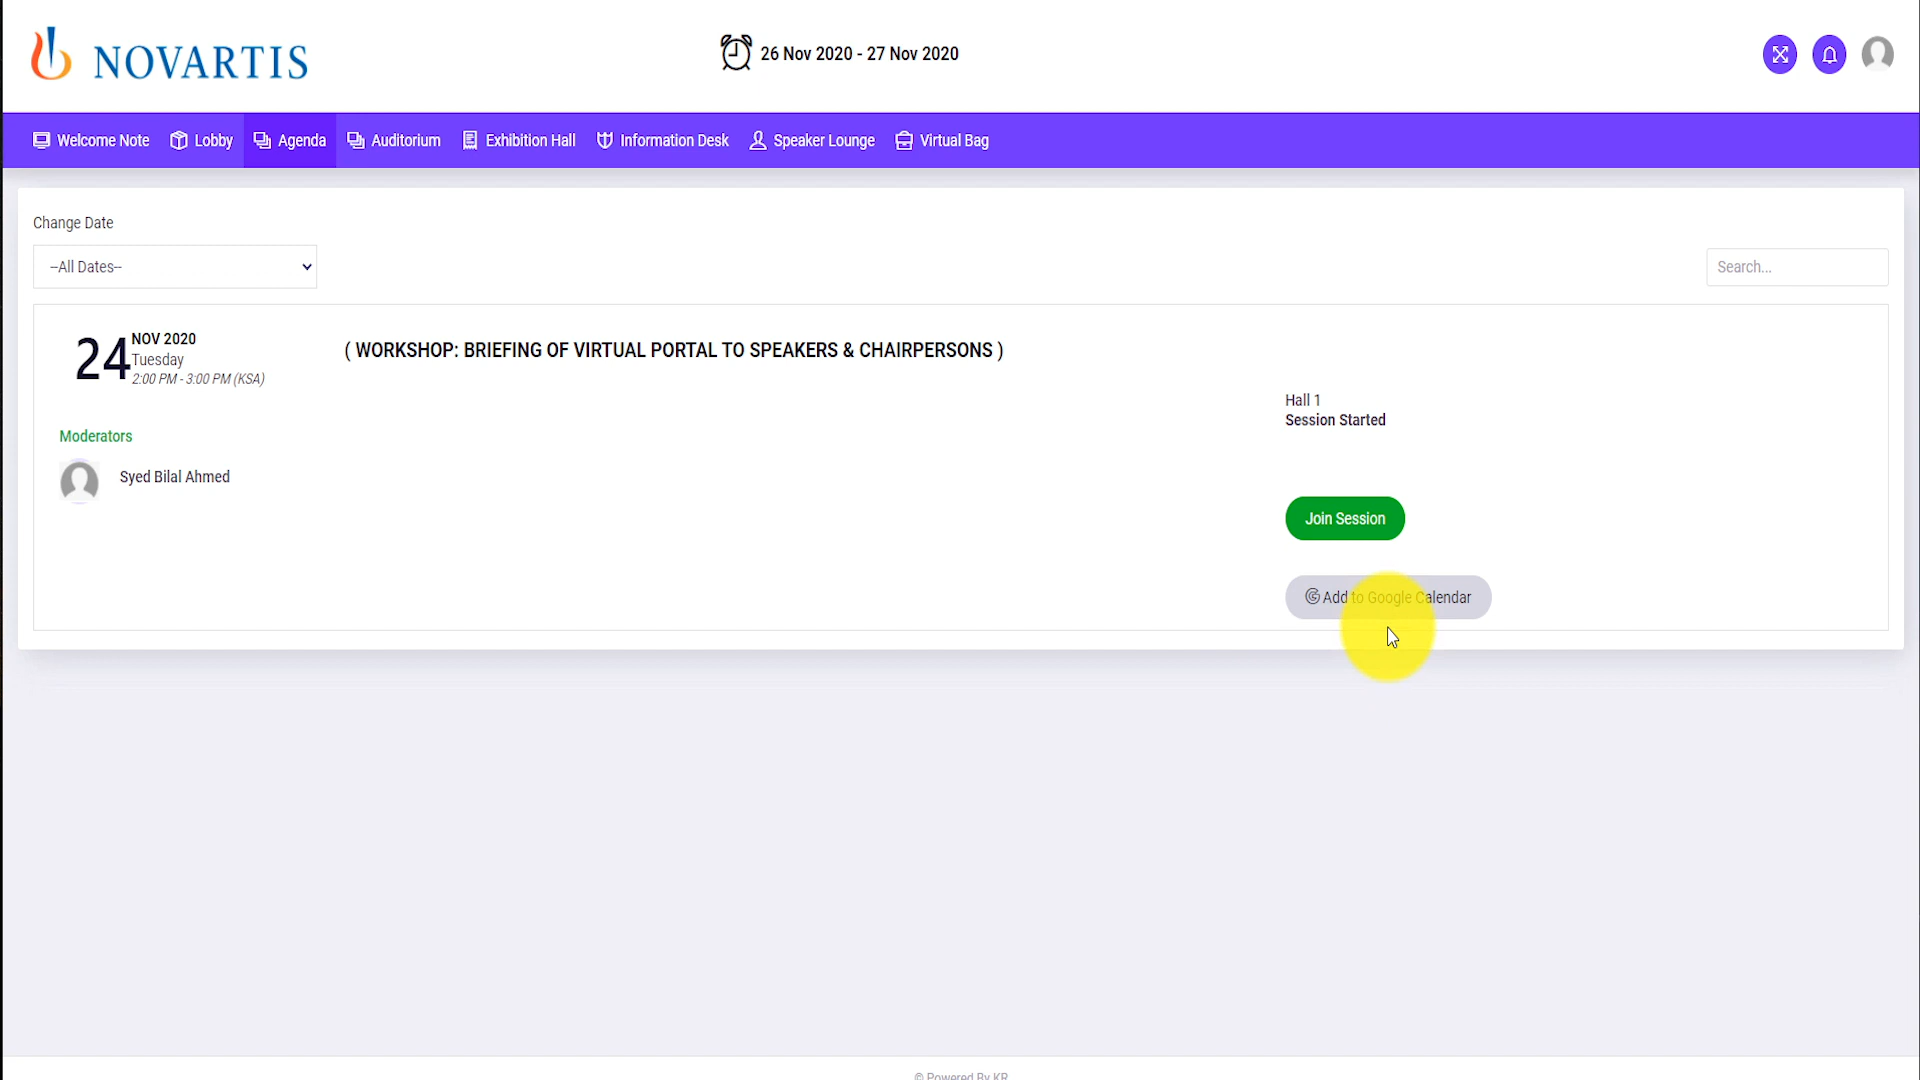 NOVARTIS
26 Nov 2020 - 27 Nov 2020
Welcome Note Lobby Agenda Auditorium Exhibition Hall Information Desk Speaker Lounge Virtual Bag
Change Date
--All Dates--
Search...
24
NOV 2020
Tuesday
2:00 PM - 3:00 PM (KSA)
( WORKSHOP: BRIEFING OF VIRTUAL PORTAL TO SPEAKERS & CHAIRPERSONS )
Hall 1
Session Started
Moderators
Syed Bilal Ahmed
Join Session
Add to Google Calendar
© Powered By KR